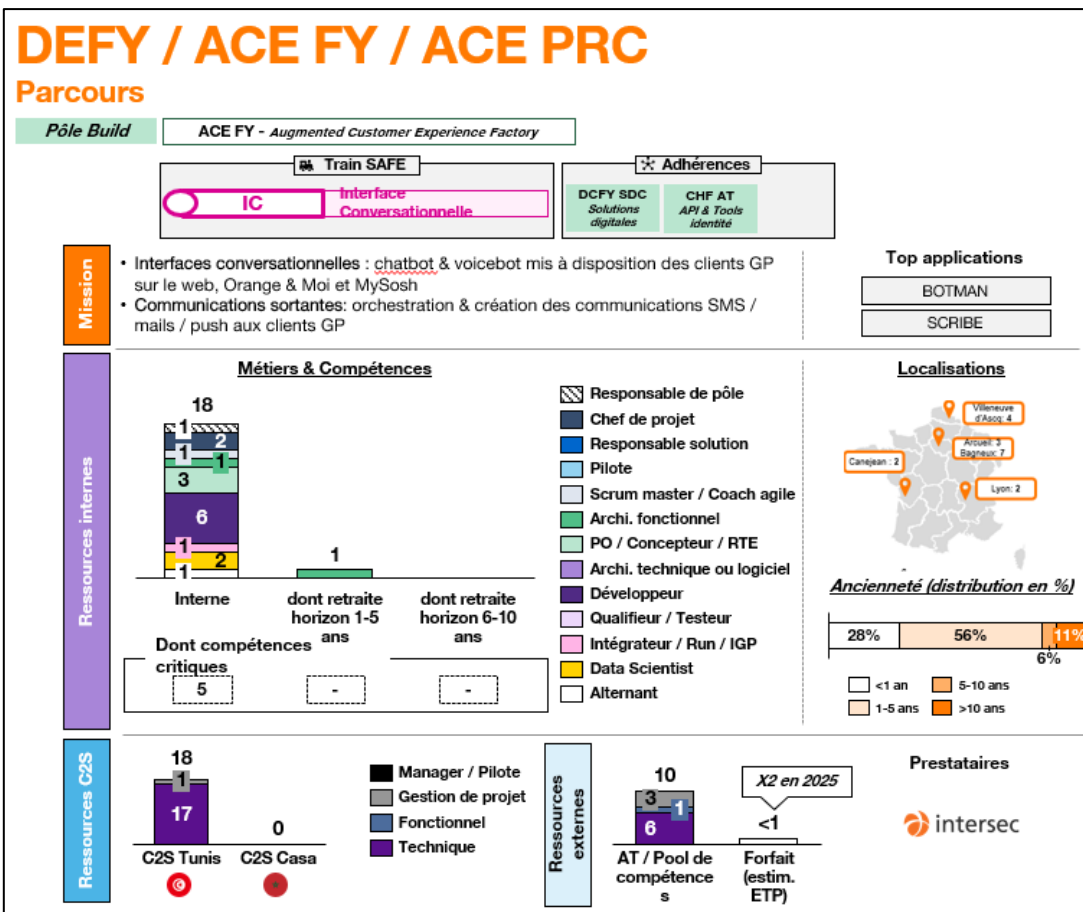 DEFY / ACE FY / ACE PRC
Parcours
Pôle Build
ACE FY - Augmented Customer Experience Factory
Train SAFE
IC
Interface
Conversationnelle
Adhérences
DCFY SDC
Solutions
digitales
CHF AT
API & Tools
identité
Mission
• Interfaces conversationnelles : chatbot & voicebot mis à disposition des clients GP
sur le web, Orange & Moi et MySosh
• Communications sortantes: orchestration & création des communications SMS /
mails / push aux clients GP
Top applications
BOTMAN
SCRIBE
Ressources internes
Métiers & Compétences
18
1
2
1
1
3
6
1
2
1
Interne
1
dont retraite
horizon 1-5
ans
dont retraite
horizon 6-10
ans
Dont compétences
critiques
5
-
-
Responsable de pôle
Chef de projet
Responsable solution
Pilote
Scrum master / Coach agile
Archi. fonctionnel
PO / Concepteur / RTE
Archi. technique ou logiciel
Développeur
Qualifieur / Testeur
Intégrateur / Run / IGP
Data Scientist
Alternant
Localisations
Villeneuve
d'Ascq: 4
Arcueil: 3
Bagneux: 7
Canejean : 2
Lyon: 2
Ancienneté (distribution en %)
28%
56%
6%
11%
<1 an
5-10 ans
1-5 ans
>10 ans
Ressources C2S
18
1
17
C2S Tunis
0
C2S Casa
Manager / Pilote
Gestion de projet
Fonctionnel
Technique
Ressources
externes
10
3
1
6
AT / Pool de
compétence
s
X2 en 2025
<1
Forfait
(estim.
ETP)
Prestataires
intersec